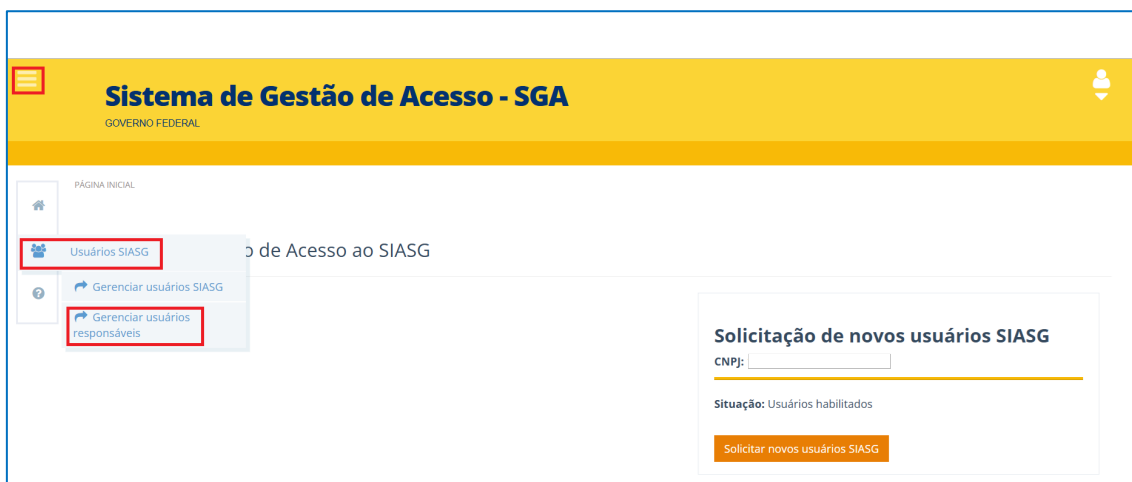 Sistema de Gestão de Acesso - SGA
GOVERNO FEDERAL
PÁGINA INICIAL
Usuários SIASG
o de Acesso ao SIASG
Gerenciar usuários SIASG
Gerenciar usuários
responsáveis
Solicitação de novos usuários SIASG
CNPJ:
Situação: Usuários habilitados
Solicitar novos usuários SIASG